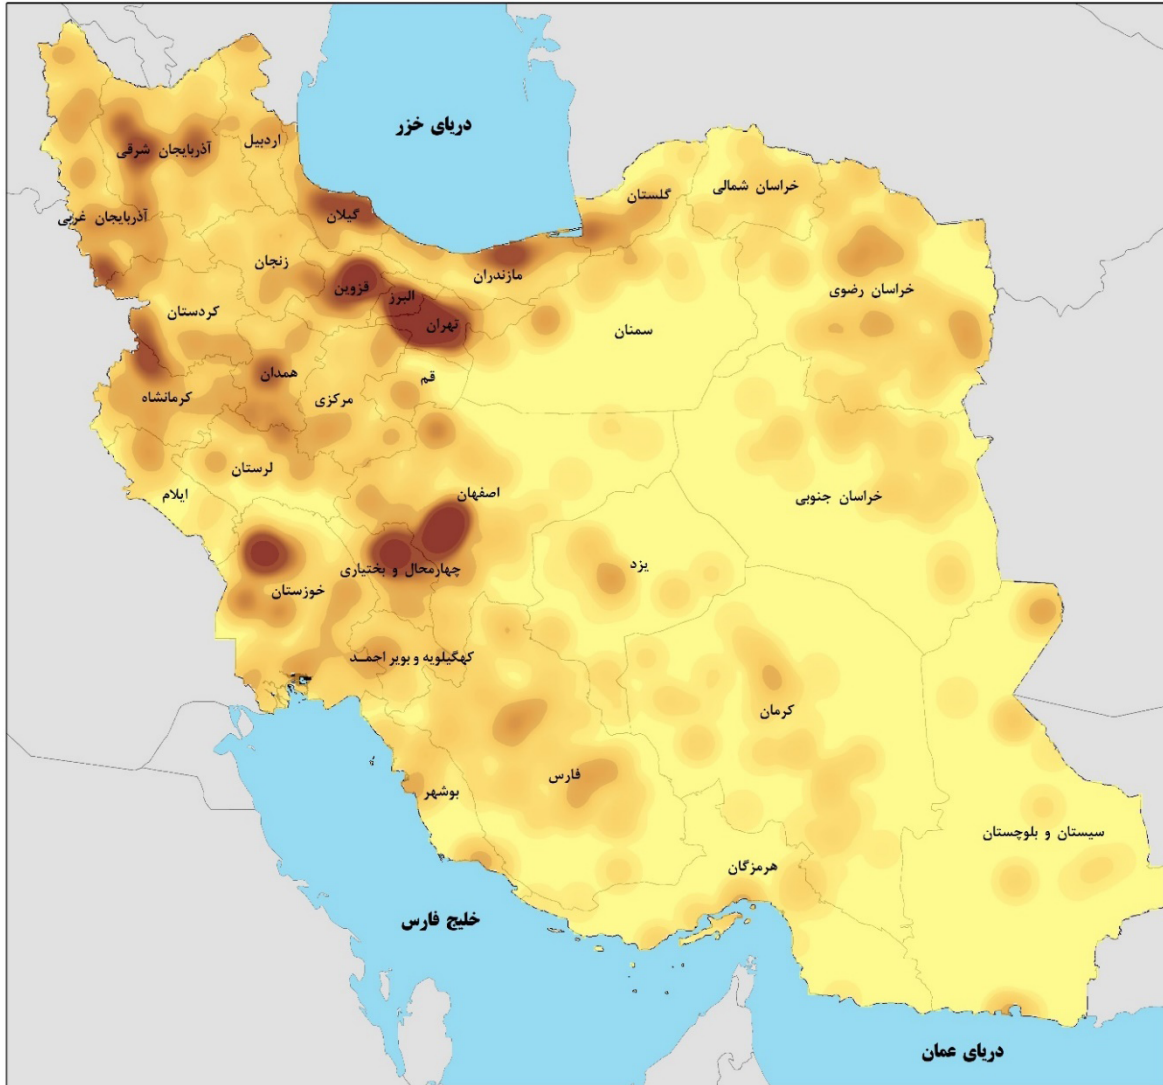 دریای خزر
اردبیل
آذربایجان شرقی
گلستان
خراسان شمالی
آذربایجان غربی
گیلان
زنجان
مازندران
قزوین
البرز
خراسان رضوی
کردستان
تهران
سمنان
همدان
قم
کرمانشاه
مرکزی
لرستان
ایلام
اصفهان
خراسان جنوبی
چهارمحال و بختیاری
یزد
خوزستان
کهگیلویه و بویر احمـد
کرمان
فارس
بوشهر
سیستان و بلوچستان
هرمزگان
خلیج فارس
دریای عمان